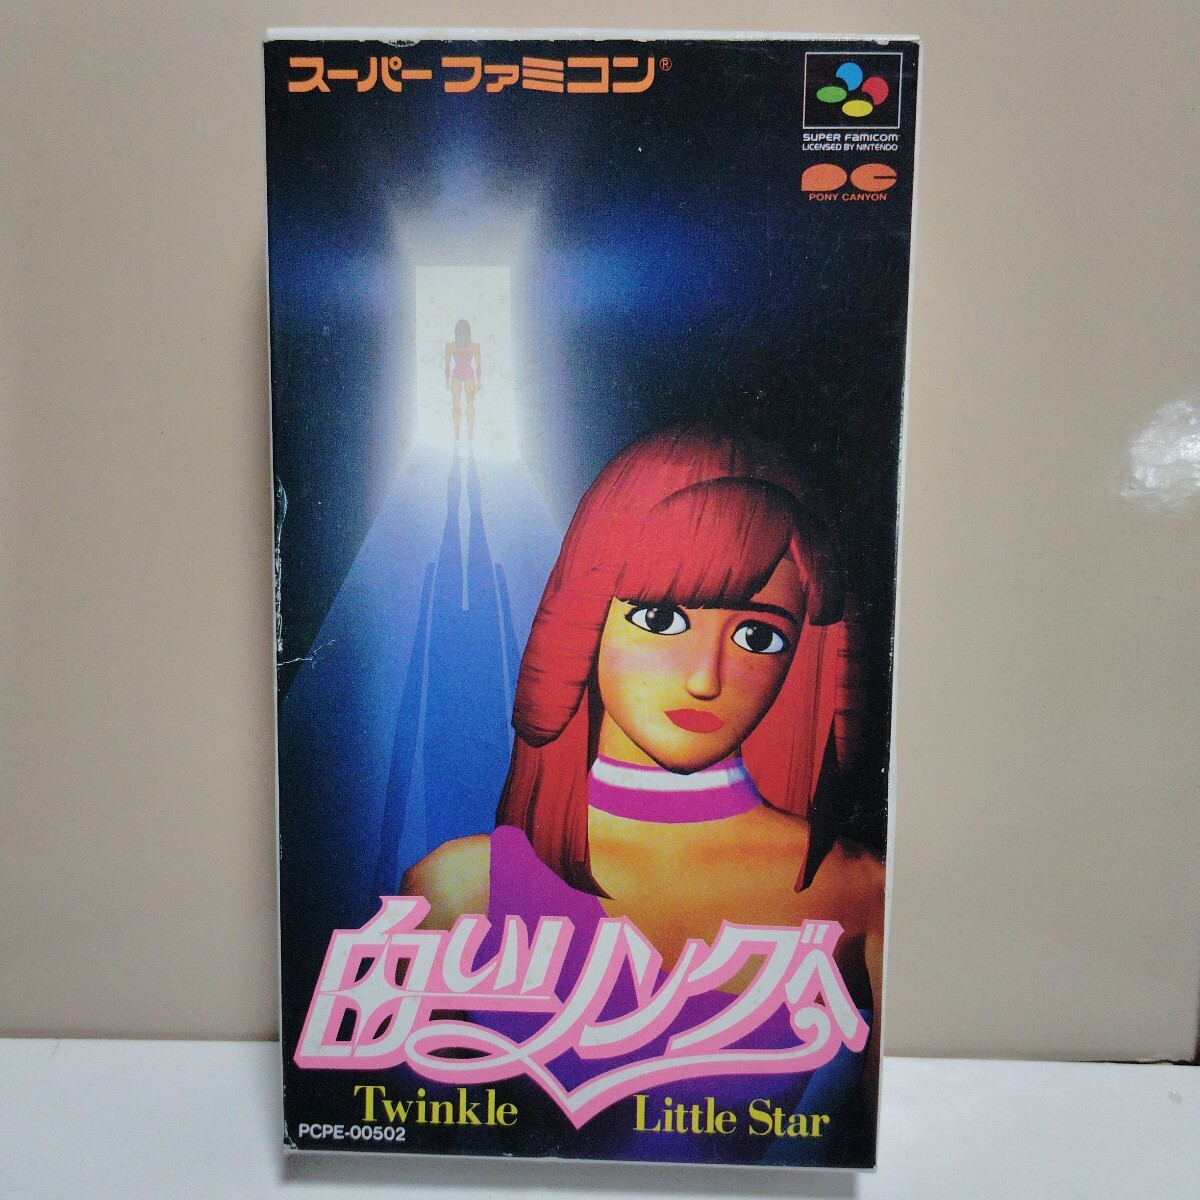 スーパーファミコン®
SUPER FAMICOM
LICENSED BY NINTENDO
PC
PONY CANYON
白いリングへ
Twinkle Little Star
PCPE-00502